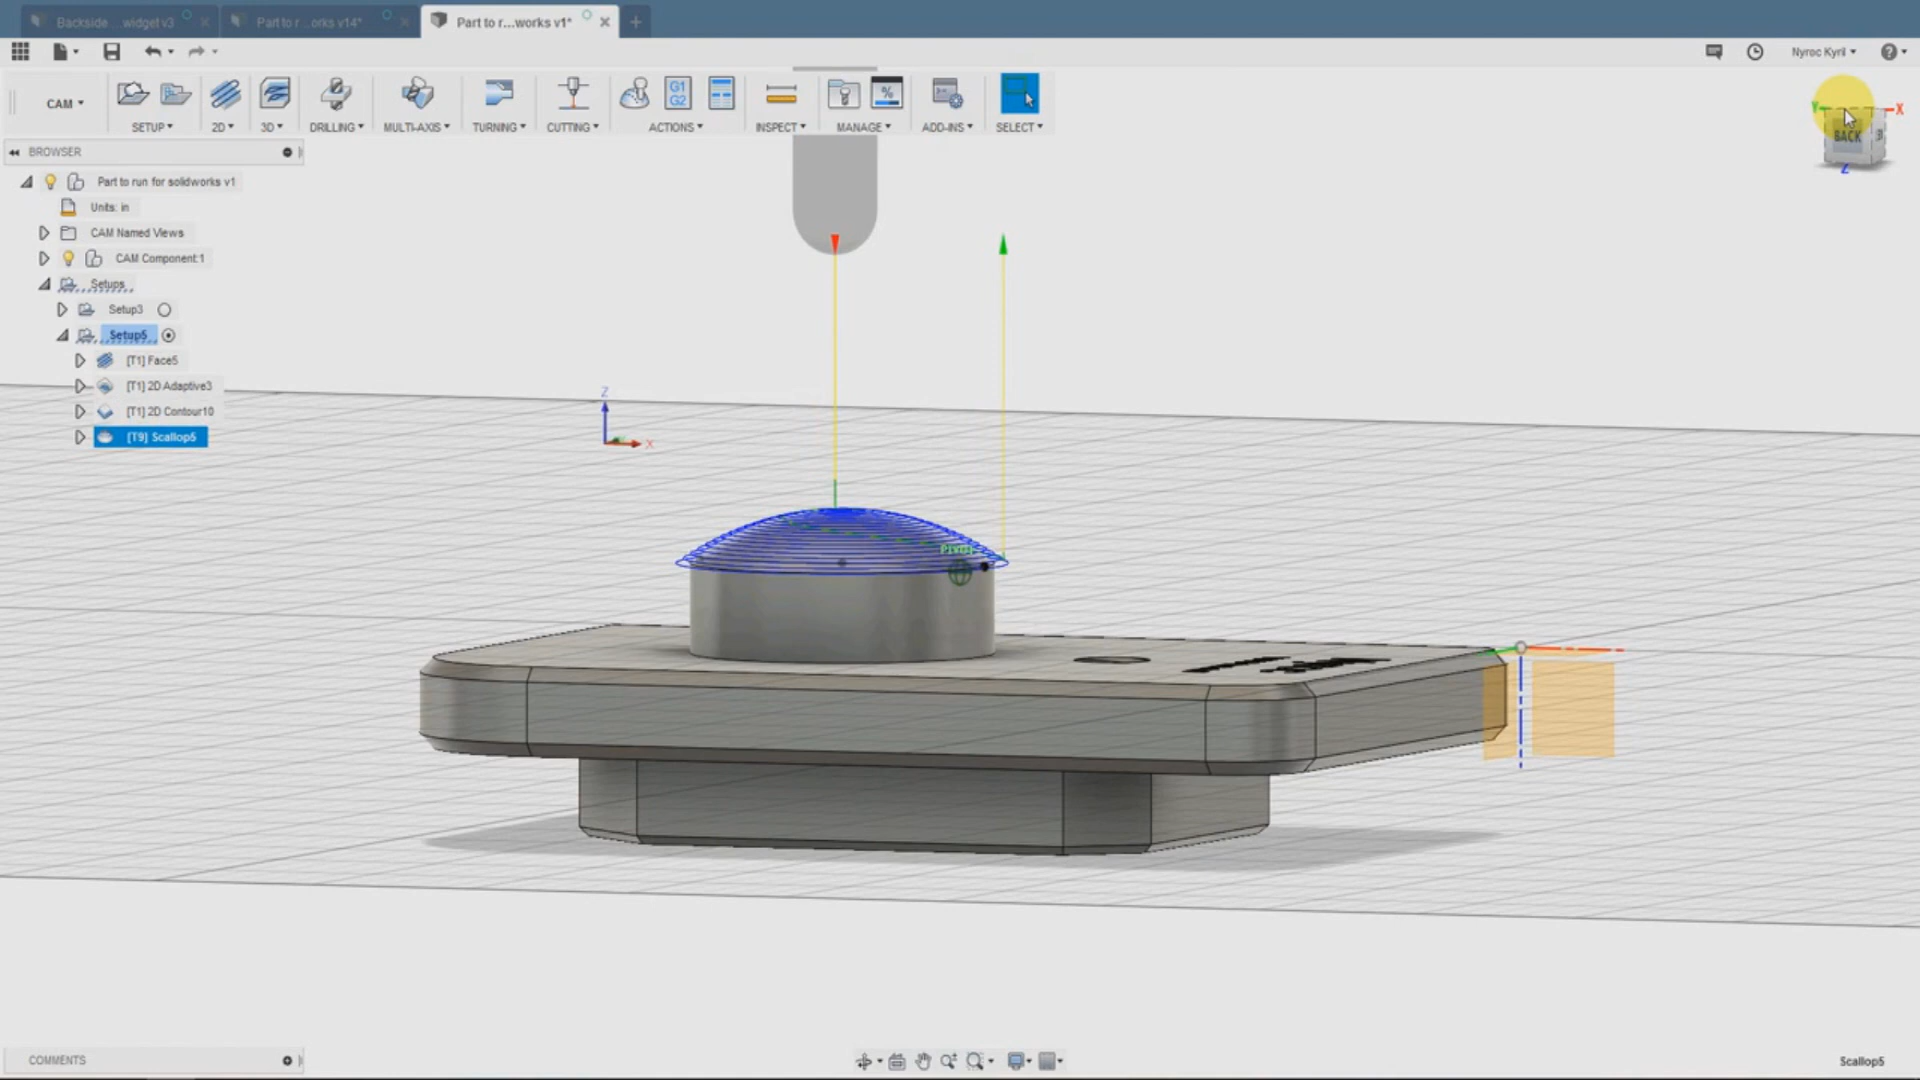 Backside ...widget v3
Part to r...orks v14*
Part to r...works v1*
Nyroc Kyril
CAM
SETUP
2D
3D
DRILLING
MULTI-AXIS
TURNING
CUTTING
G1
G2
ACTIONS
INSPECT
%
MANAGE
ADD-INS
SELECT
Y
X
BACK
Z
BROWSER
Part to run for solidworks v1
Units: in
CAM Named Views
CAM Component:1
Setups
Setup3
Setup5
[T1] Face5
[T1] 2D Adaptive3
[T1] 2D Contour10
[T9] Scallop5
Z
X
COMMENTS
Scallop5